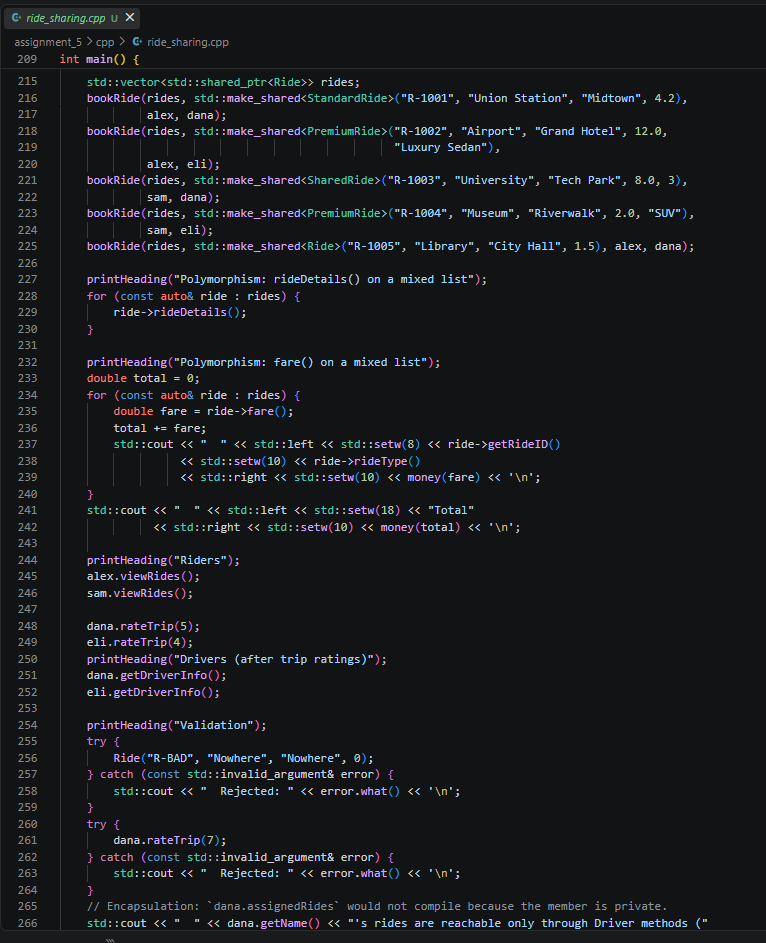 ride_sharing.cpp U
assignment_5 > cpp > ride_sharing.cpp
209 int main() {
215 std::vector<std::shared_ptr<Ride>> rides;
216 bookRide(rides, std::make_shared<StandardRide>("R-1001", "Union Station", "Midtown", 4.2),
217 alex, dana);
218 bookRide(rides, std::make_shared<PremiumRide>("R-1002", "Airport", "Grand Hotel", 12.0,
219 "Luxury Sedan"),
220 alex, eli);
221 bookRide(rides, std::make_shared<SharedRide>("R-1003", "University", "Tech Park", 8.0, 3),
222 sam, dana);
223 bookRide(rides, std::make_shared<PremiumRide>("R-1004", "Museum", "Riverwalk", 2.0, "SUV"),
224 sam, eli);
225 bookRide(rides, std::make_shared<Ride>("R-1005", "Library", "City Hall", 1.5), alex, dana);
226
227 printHeading("Polymorphism: rideDetails() on a mixed list");
228 for (const auto& ride : rides) {
229 ride->rideDetails();
230 }
231
232 printHeading("Polymorphism: fare() on a mixed list");
233 double total = 0;
234 for (const auto& ride : rides) {
235 double fare = ride->fare();
236 total += fare;
237 std::cout << "  " << std::left << std::setw(8) << ride->getRideID()
238 << std::setw(10) << ride->rideType()
239 << std::right << std::setw(10) << money(fare) << '\n';
240 }
241 std::cout << "  " << std::left << std::setw(18) << "Total"
242 << std::right << std::setw(10) << money(total) << '\n';
243
244 printHeading("Riders");
245 alex.viewRides();
246 sam.viewRides();
247
248 dana.rateTrip(5);
249 eli.rateTrip(4);
250 printHeading("Drivers (after trip ratings)");
251 dana.getDriverInfo();
252 eli.getDriverInfo();
253
254 printHeading("Validation");
255 try {
256 Ride("R-BAD", "Nowhere", "Nowhere", 0);
257 } catch (const std::invalid_argument& error) {
258 std::cout << "  Rejected: " << error.what() << '\n';
259 }
260 try {
261 dana.rateTrip(7);
262 } catch (const std::invalid_argument& error) {
263 std::cout << "  Rejected: " << error.what() << '\n';
264 }
265 // Encapsulation: `dana.assignedRides` would not compile because the member is private.
266 std::cout << "  " << dana.getName() << "'s rides are reachable only through Driver methods ("